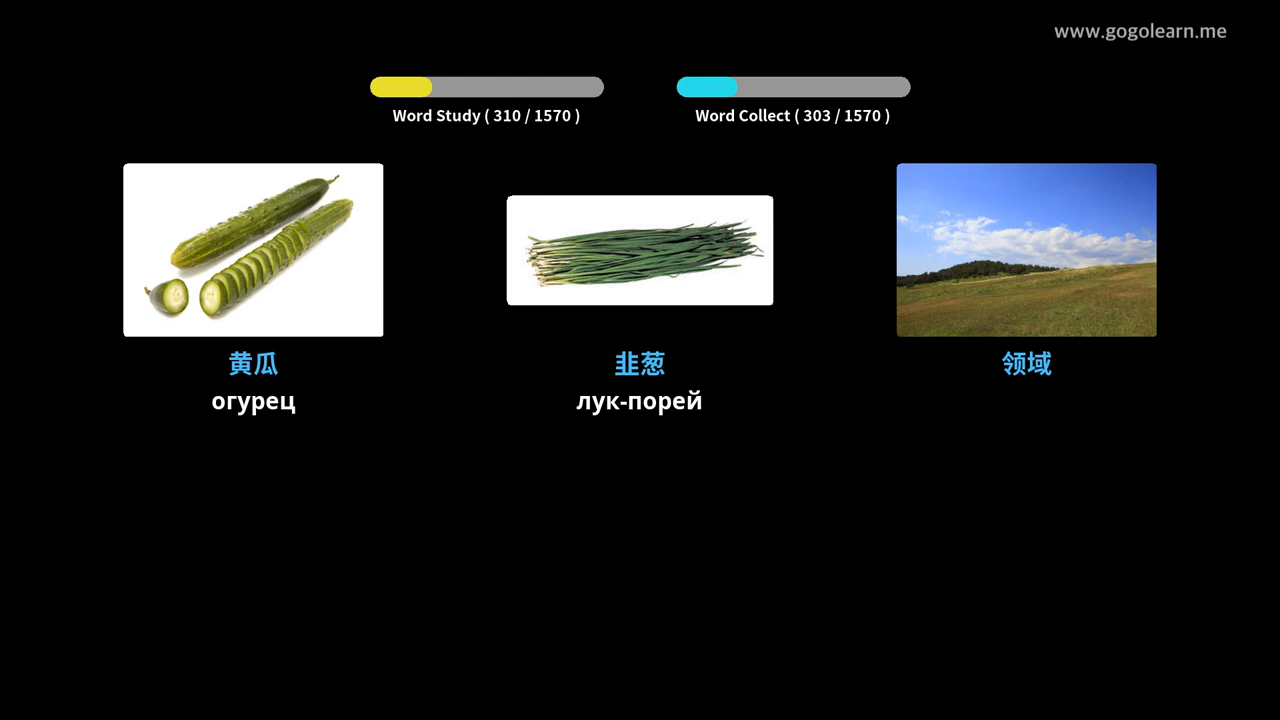 www.gogolearn.me
Word Study ( 310 / 1570 )
Word Collect ( 303 / 1570 )
黄瓜
огурец
韭葱
лук-порей
领域